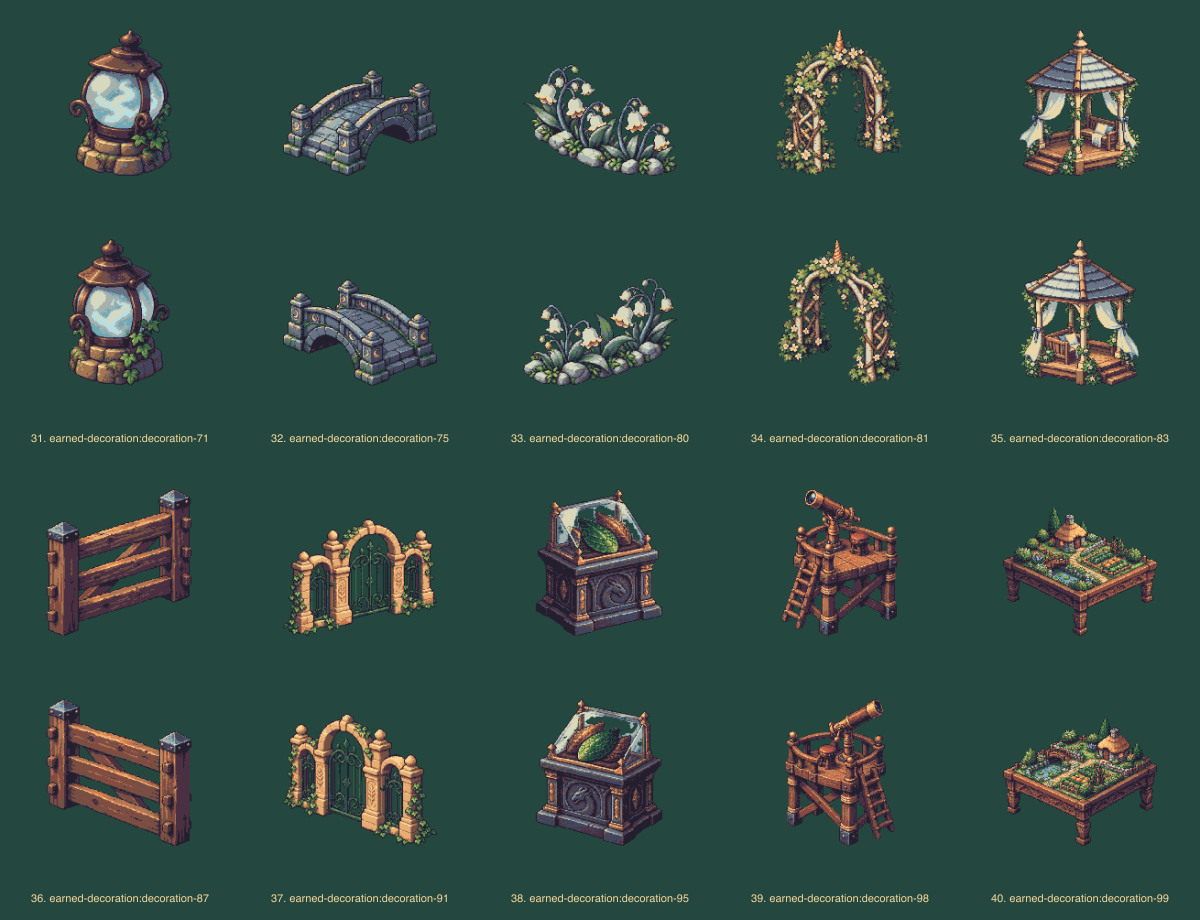 31. earned-decoration:decoration-71
32. earned-decoration:decoration-75
33. earned-decoration:decoration-80
34. earned-decoration:decoration-81
35. earned-decoration:decoration-83
36. earned-decoration:decoration-87
37. earned-decoration:decoration-91
38. earned-decoration:decoration-95
39. earned-decoration:decoration-98
40. earned-decoration:decoration-99